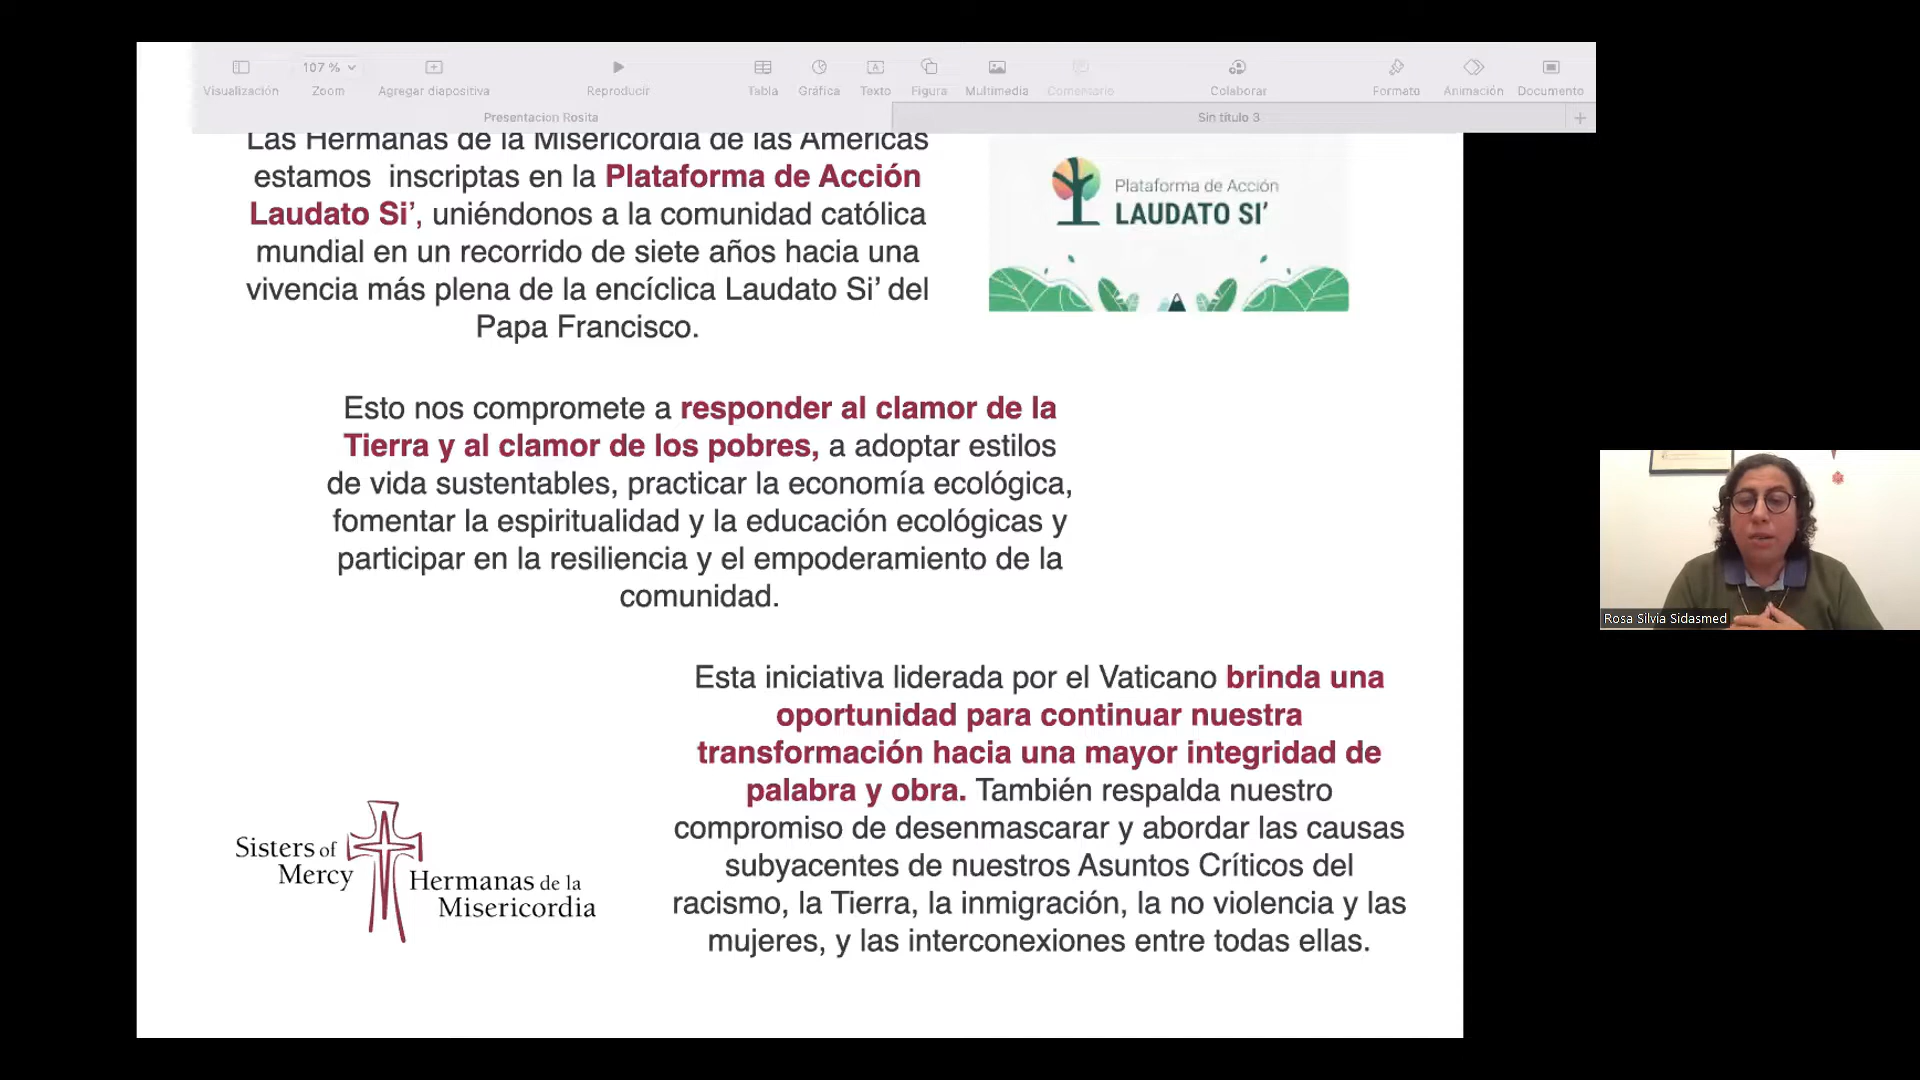 107 %
Visualización
Zoom
Agregar diapositiva
Reproducir
Tabla
Gráfica
Texto
Figura
Multimedia
Comentario
Colaborar
Formato
Animación
Documento
Presentacion Rosita
Sin título 3
Las Hermanas de la Misericordia de las Américas
estamos inscriptas en la Plataforma de Acción
Laudato Si’, uniéndonos a la comunidad católica
mundial en un recorrido de siete años hacia una
vivencia más plena de la encíclica Laudato Si’ del
Papa Francisco.
Plataforma de Acción
LAUDATO SI’
Esto nos compromete a responder al clamor de la
Tierra y al clamor de los pobres, a adoptar estilos
de vida sustentables, practicar la economía ecológica,
fomentar la espiritualidad y la educación ecológicas y
participar en la resiliencia y el empoderamiento de la
comunidad.
Esta iniciativa liderada por el Vaticano brinda una
oportunidad para continuar nuestra
transformación hacia una mayor integridad de
palabra y obra. También respalda nuestro
compromiso de desenmascarar y abordar las causas
subyacentes de nuestros Asuntos Críticos del
racismo, la Tierra, la inmigración, la no violencia y las
mujeres, y las interconexiones entre todas ellas.
Sisters of
Mercy
Hermanas de la
Misericordia
Rosa Silvia Sidasmed